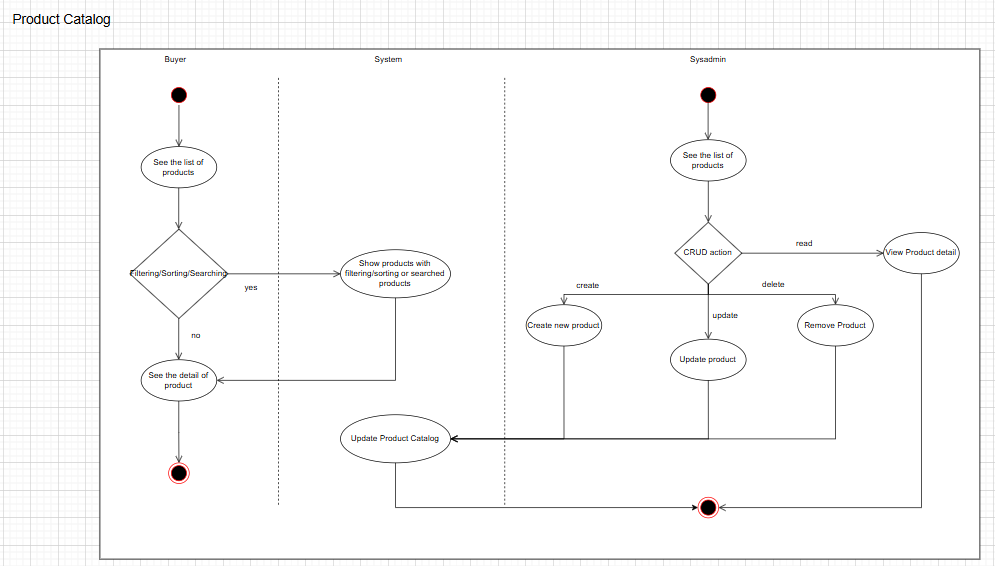 Product Catalog
Buyer
System
Sysadmin
See the list of
products
See the list of
products
Filtering/Sorting/Searching
yes
no
Show products with
filtering/sorting or searched
products
CRUD action
read
View Product detail
create
delete
update
Create new product
Remove Product
Update product
See the detail of
product
Update Product Catalog